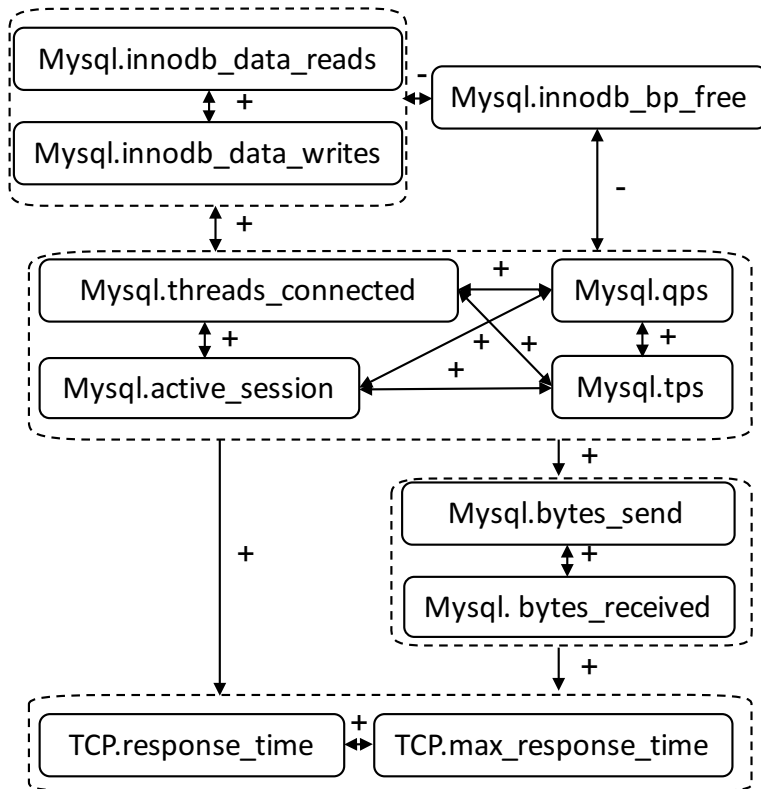 Mysql.innodb_data_reads
-
+
Mysql.innodb_bp_free
Mysql.innodb_data_writes
-
+
Mysql.threads_connected
+
Mysql.qps
+
+
+
+
Mysql.active_session
+
Mysql.tps
+
Mysql.bytes_send
+
+
Mysql. bytes_received
+
TCP.response_time
+
TCP.max_response_time